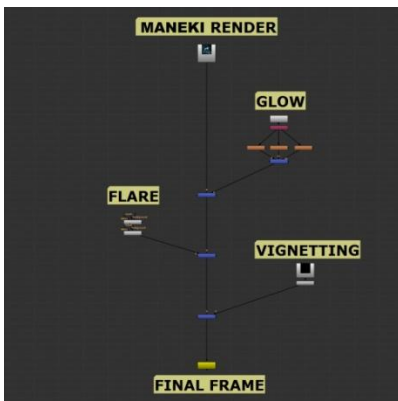 MANEKI RENDER
GLOW
FLARE
VIGNETTING
FINAL FRAME